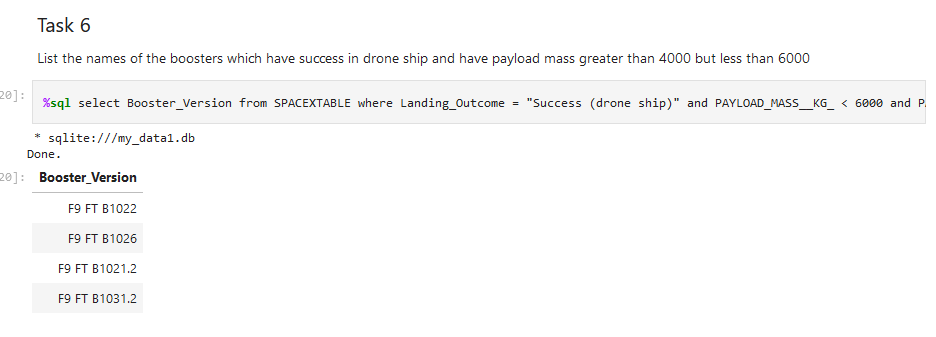 Task 6
List the names of the boosters which have success in drone ship and have payload mass greater than 4000 but less than 6000
20]: %sql select Booster_Version from SPACEXTABLE where Landing_Outcome = "Success (drone ship)" and PAYLOAD_MASS__KG_ < 6000 and
* sqlite:///my_data1.db
Done.
20]: Booster_Version
F9 FT B1022
F9 FT B1026
F9 FT B1021.2
F9 FT B1031.2